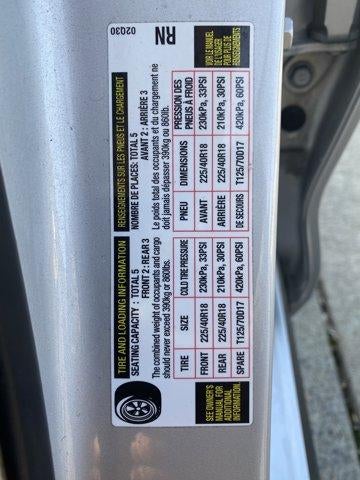 TIRE AND LOADING INFORMATION
SEATING CAPACITY : TOTAL 5
FRONT 2 : REAR 3
The combined weight of occupants and cargo
should never exceed 390kg or 860lbs.
TIRE SIZE COLD TIRE PRESSURE
FRONT 225/40R18 230kPa, 33PSI
REAR 225/40R18 210kPa, 30PSI
SPARE T125/70D17 420kPa, 60PSI
SEE OWNER'S
MANUAL FOR
ADDITIONAL
INFORMATION.
RENSEIGNEMENTS SUR LES PNEUS ET LE CHARGEMENT
NOMBRE DE PLACES: TOTAL 5
AVANT 2 : ARRIÈRE 3
Le poids total des occupants et du chargement ne
doit jamais dépasser 390kg ou 860lb.
PNEU DIMENSIONS PRESSION DES
PNEUS À FROID
AVANT 225/40R18 230kPa, 33PSI
ARRIÈRE 225/40R18 210kPa, 30PSI
DE SECOURS T125/70D17 420kPa, 60PSI
VOIR LE MANUEL
DE L'USAGER
POUR PLUS DE
RENSEIGNEMENTS
02Q30
RN